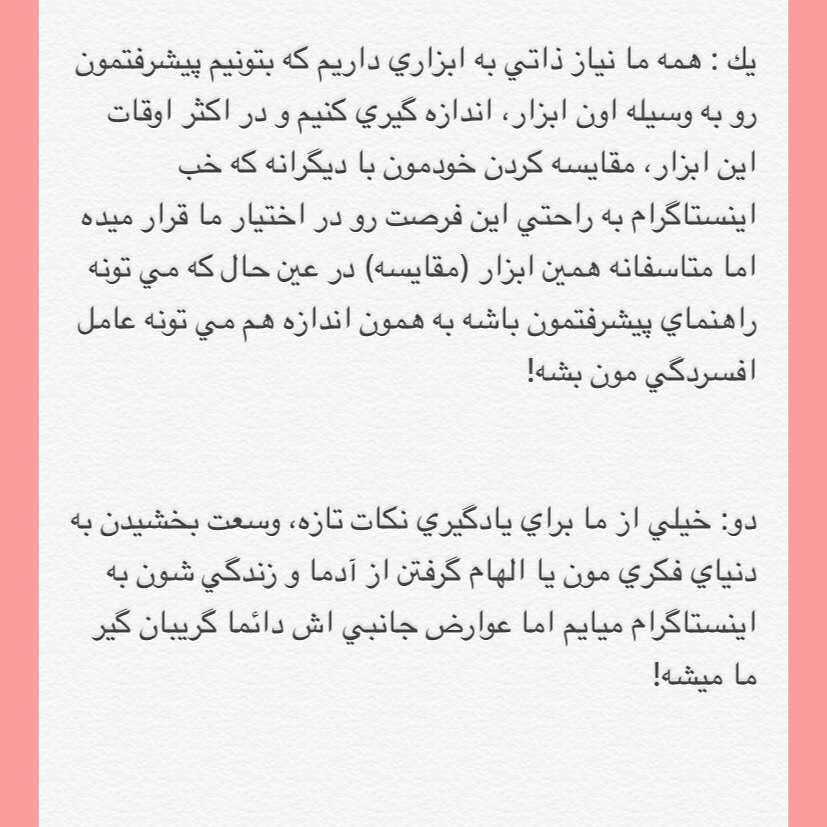 يك : همه ما نياز ذاتي به ابزاري داريم كه بتونيم پيشرفتمون
رو به وسيله اون ابزار، اندازه گيري كنيم و در اكثر اوقات
اين ابزار، مقايسه كردن خودمون با ديگرانه كه خب
اينستاگرام به راحتي اين فرصت رو در اختيار ما قرار ميده
اما متاسفانه همين ابزار (مقايسه) در عين حال كه مي تونه
راهنماي پيشرفتمون باشه به همون اندازه هم مي تونه عامل
افسردگي مون بشه!
دو: خيلي از ما براي يادگيري نكات تازه، وسعت بخشيدن به
دنياي فكري مون يا الهام گرفتن از آدما و زندگي شون به
اينستاگرام ميايم اما عوارض جانبي اش دائما گريبان گير
ما ميشه!